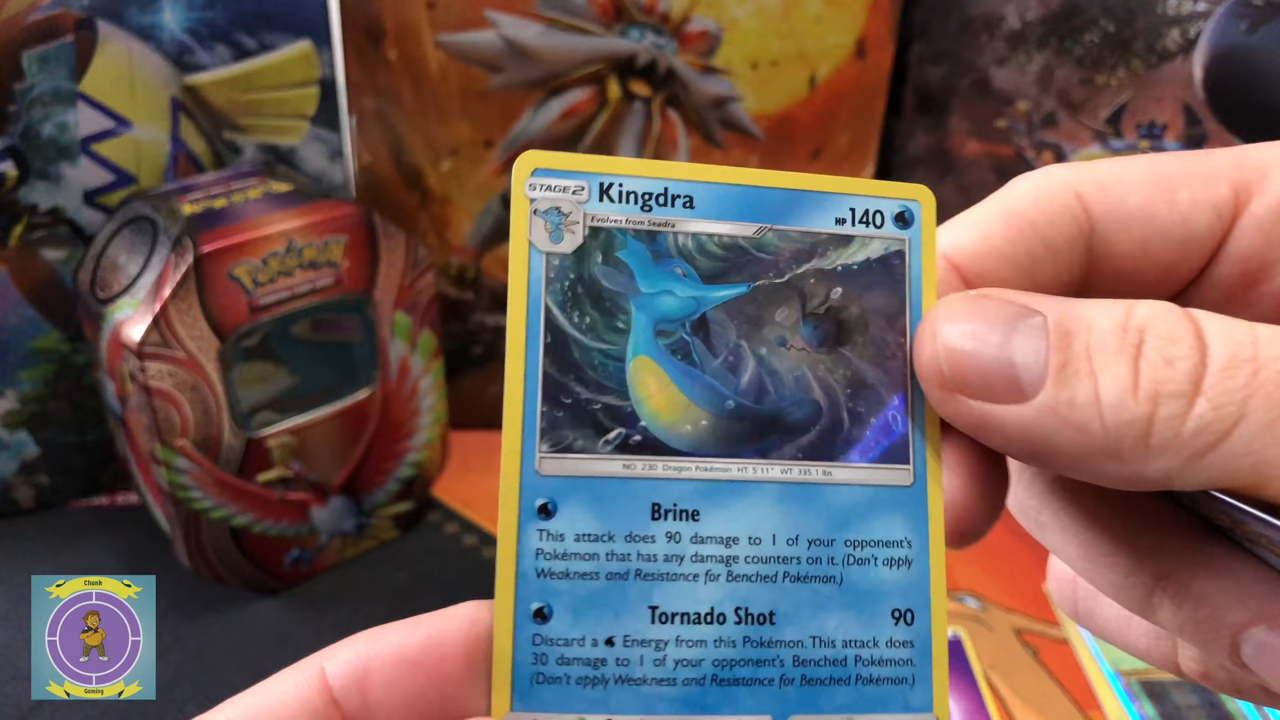 POKÉMON
STAGE2
Kingdra
HP 140
Evolves from Seadra
NO. 230 Dragon Pokémon HT: 5'11" WT: 335.1 lbs.
Brine
This attack does 90 damage to 1 of your opponent's
Pokémon that has any damage counters on it. (Don't apply
Weakness and Resistance for Benched Pokémon.)
Tornado Shot 90
Discard a Energy from this Pokémon. This attack does
30 damage to 1 of your opponent's Benched Pokémon.
(Don't apply Weakness and Resistance for Benched Pokémon.)
Chunk
Gaming